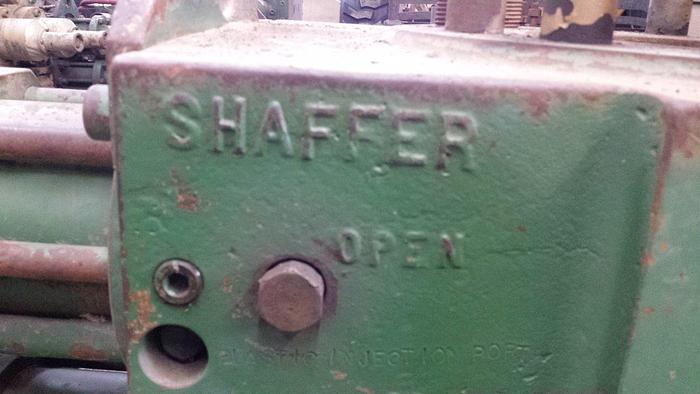 SHAFFER
OPEN
PLASTIC INJECTION PORT